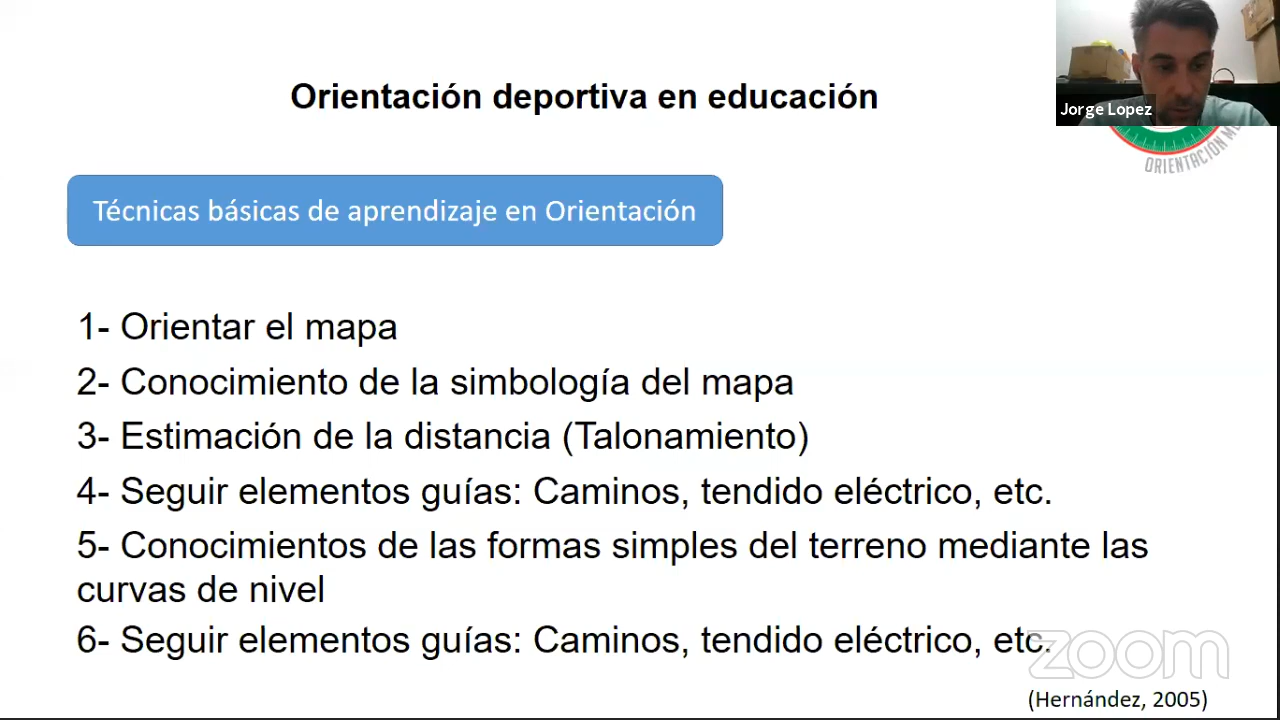 Orientación deportiva en educación
Jorge Lopez
ORIENTACIÓN
Técnicas básicas de aprendizaje en Orientación
1- Orientar el mapa
2- Conocimiento de la simbología del mapa
3- Estimación de la distancia (Talonamiento)
4- Seguir elementos guías: Caminos, tendido eléctrico, etc.
5- Conocimientos de las formas simples del terreno mediante las
curvas de nivel
6- Seguir elementos guías: Caminos, tendido eléctrico, etc.
zoom
(Hernández, 2005)